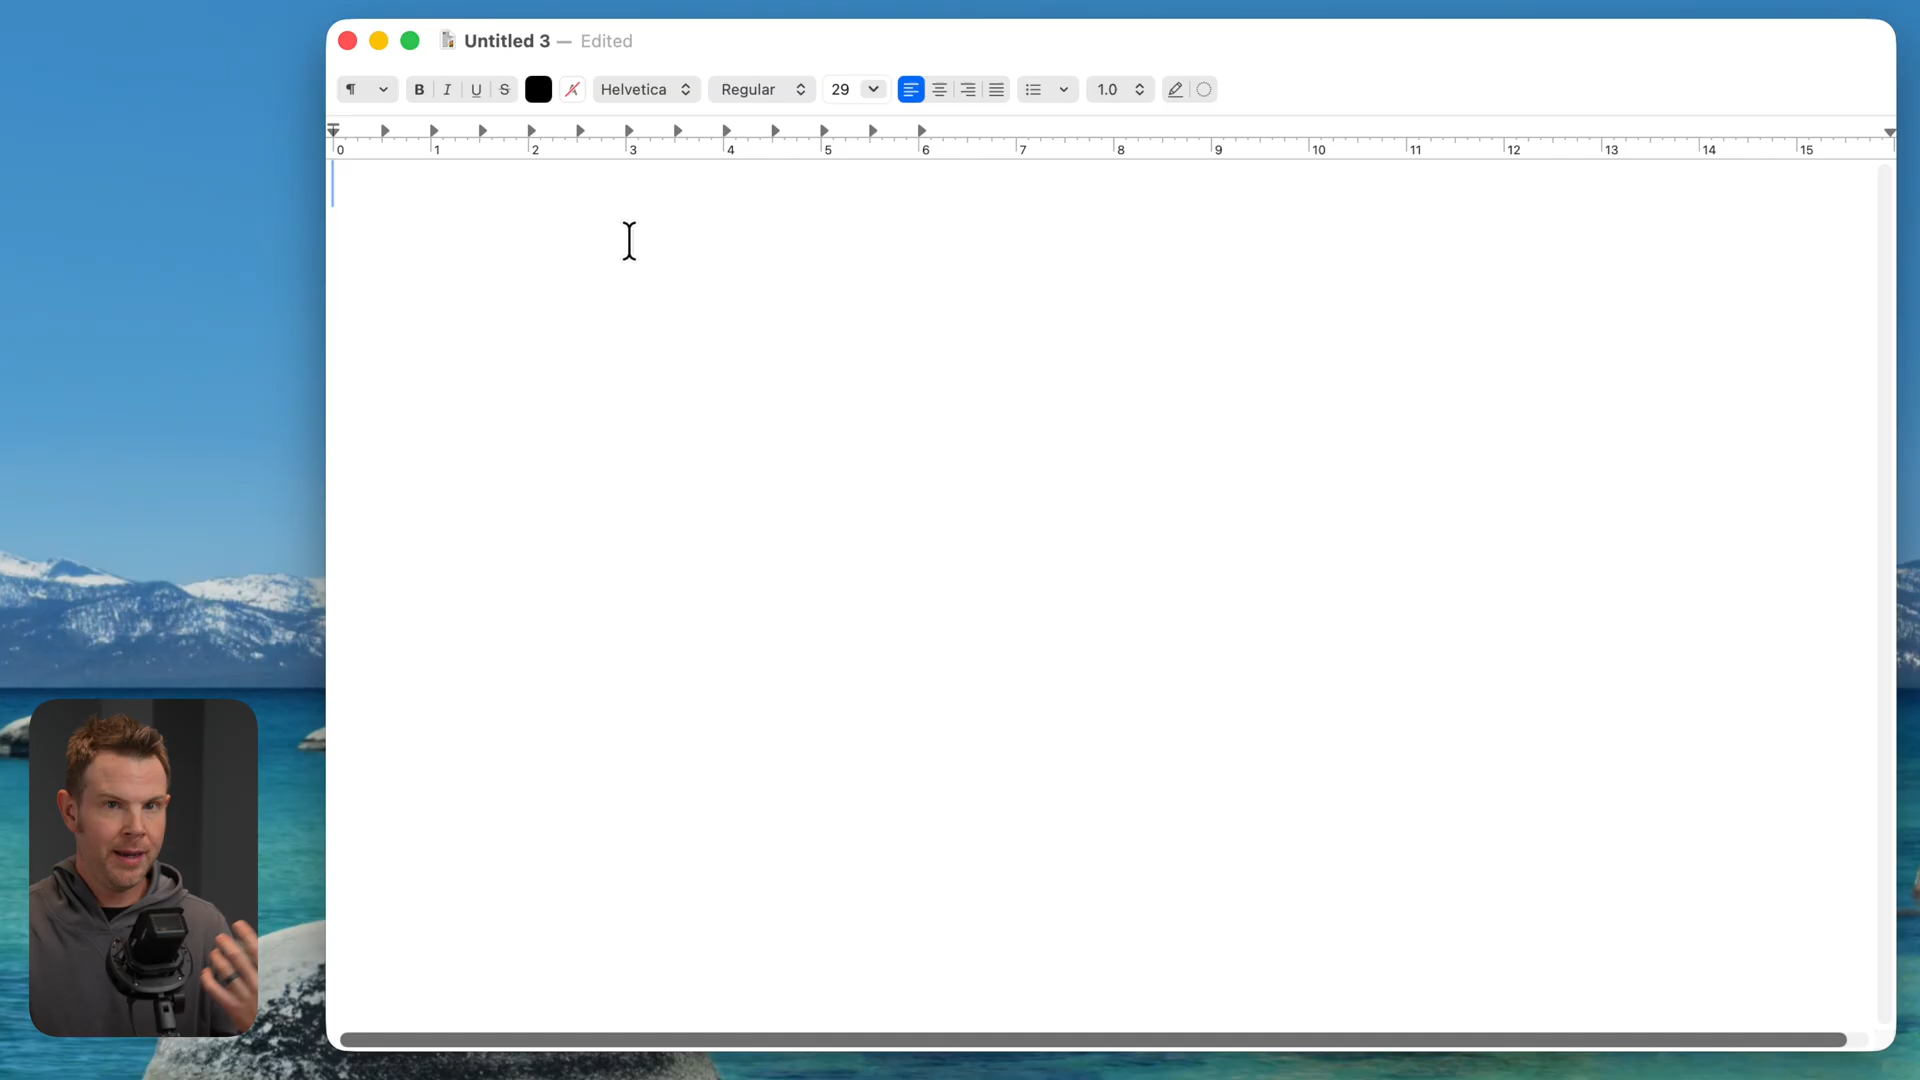 Untitled 3 — Edited
¶ B I U S A Helvetica Regular 29 1.0
0 1 2 3 4 5 6 7 8 9 10 11 12 13 14 15